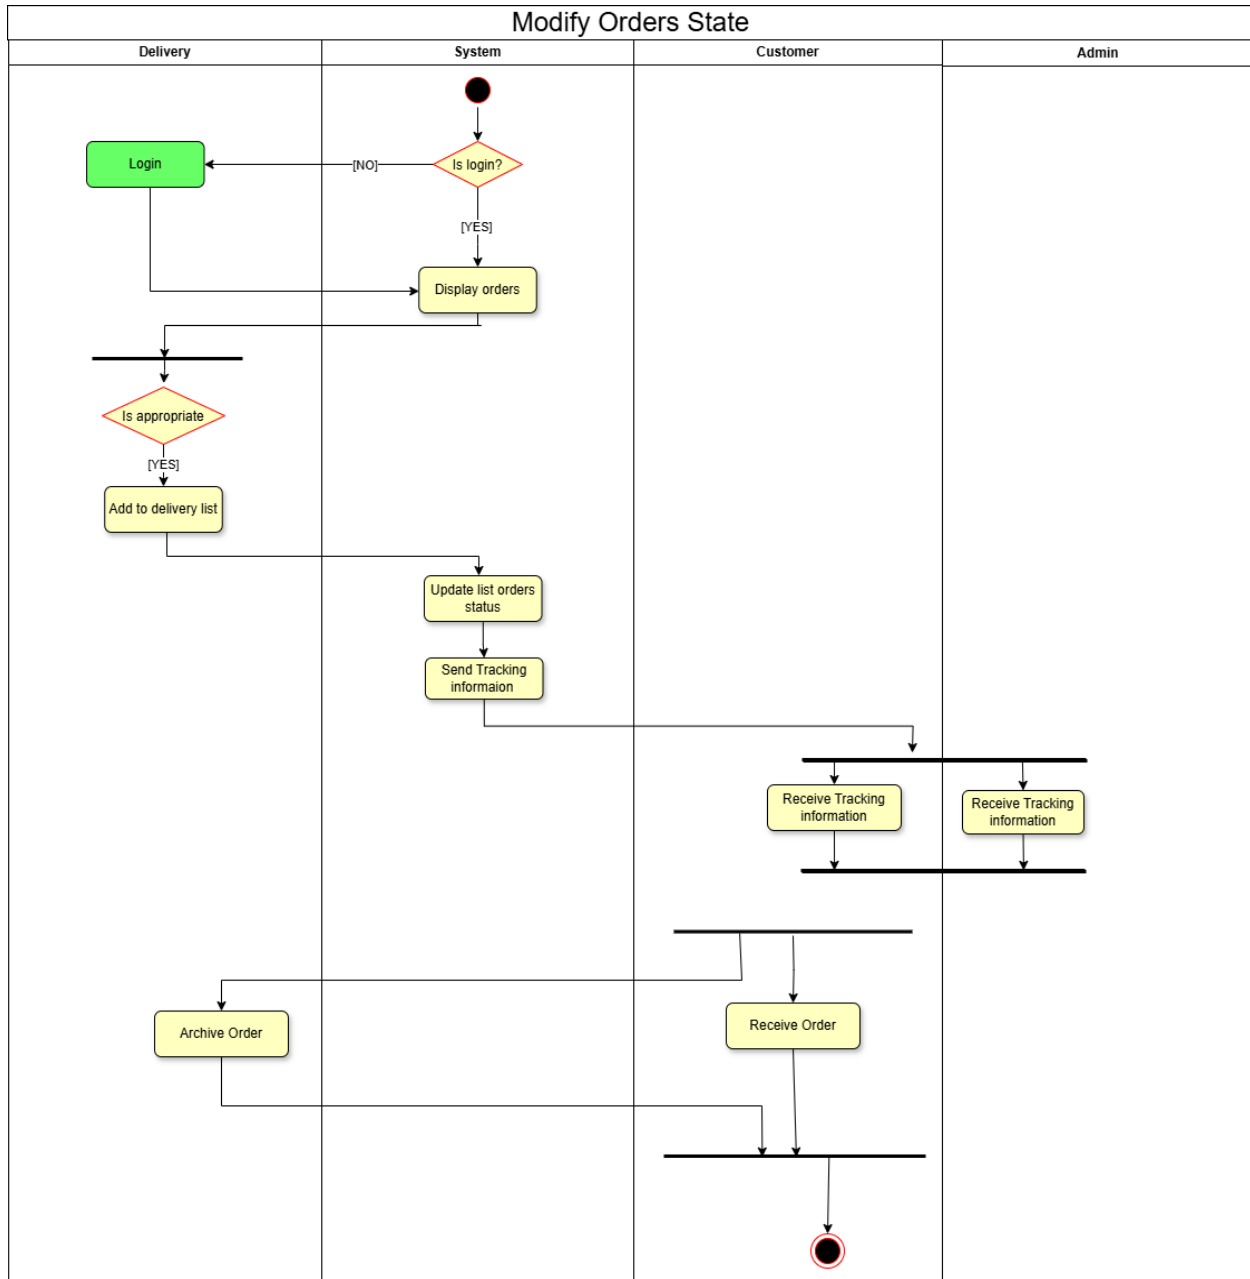 Modify Orders State
Delivery
System
Customer
Admin
Login
[NO]
Is login?
[YES]
Display orders
Is appropriate
[YES]
Add to delivery list
Update list orders
status
Send Tracking
informaion
Receive Tracking
information
Receive Tracking
information
Archive Order
Receive Order